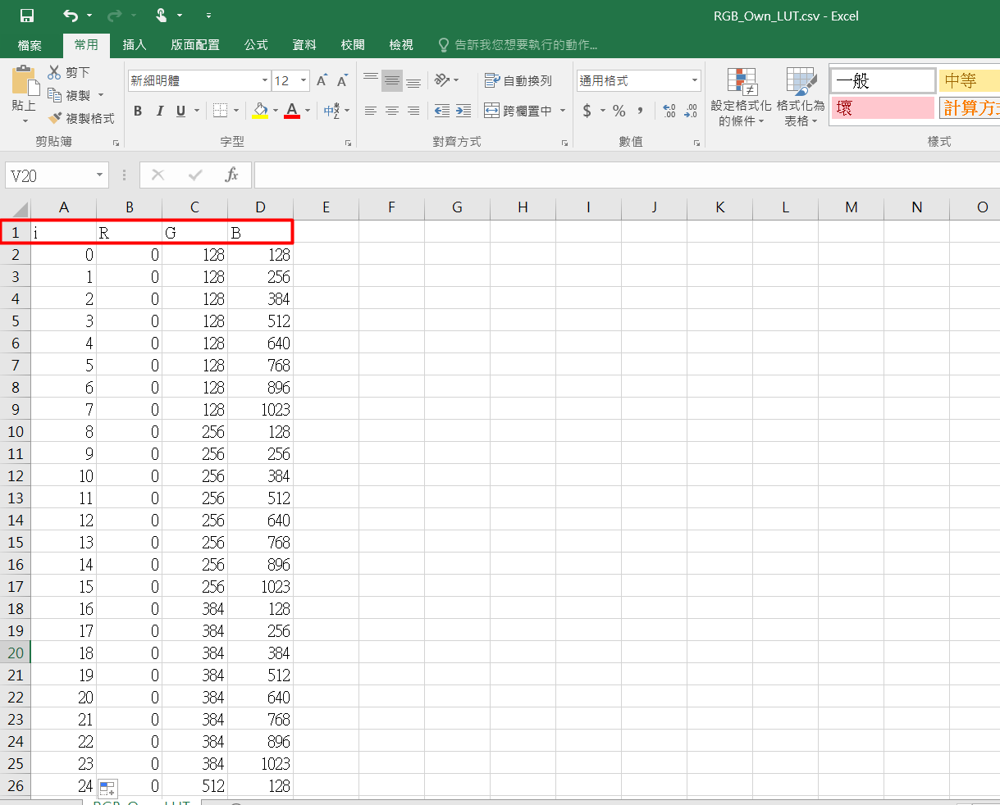 RGB_Own_LUT.csv - Excel
檔案 常用 插入 版面配置 公式 資料 校閱 檢視 告訴我您想要執行的動作...
貼上 剪下 複製 複製格式 剪貼簿
新細明體 12 A A
B I U A 中 字型
自動換列 跨欄置中 對齊方式
通用格式 $ % , .0 .00 .00 .0 數值
設定格式化的條件 格式化為表格
一般 中等 壞 計算方式 樣式
V20 fx
A B C D E F G H I J K L M N O
1 i R G B
2 0 0 128 128
3 1 0 128 256
4 2 0 128 384
5 3 0 128 512
6 4 0 128 640
7 5 0 128 768
8 6 0 128 896
9 7 0 128 1023
10 8 0 256 128
11 9 0 256 256
12 10 0 256 384
13 11 0 256 512
14 12 0 256 640
15 13 0 256 768
16 14 0 256 896
17 15 0 256 1023
18 16 0 384 128
19 17 0 384 256
20 18 0 384 384
21 19 0 384 512
22 20 0 384 640
23 21 0 384 768
24 22 0 384 896
25 23 0 384 1023
26 24 0 512 128
RGB_Own_LUT